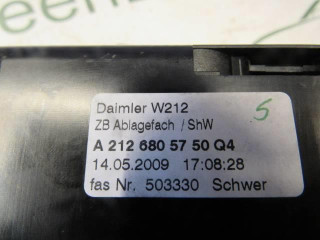 Daimler W212
5
ZB Ablagefach / ShW
A 212 680 57 50 Q4
14.05.2009 17:08:28
fas Nr. 503330 Schwer